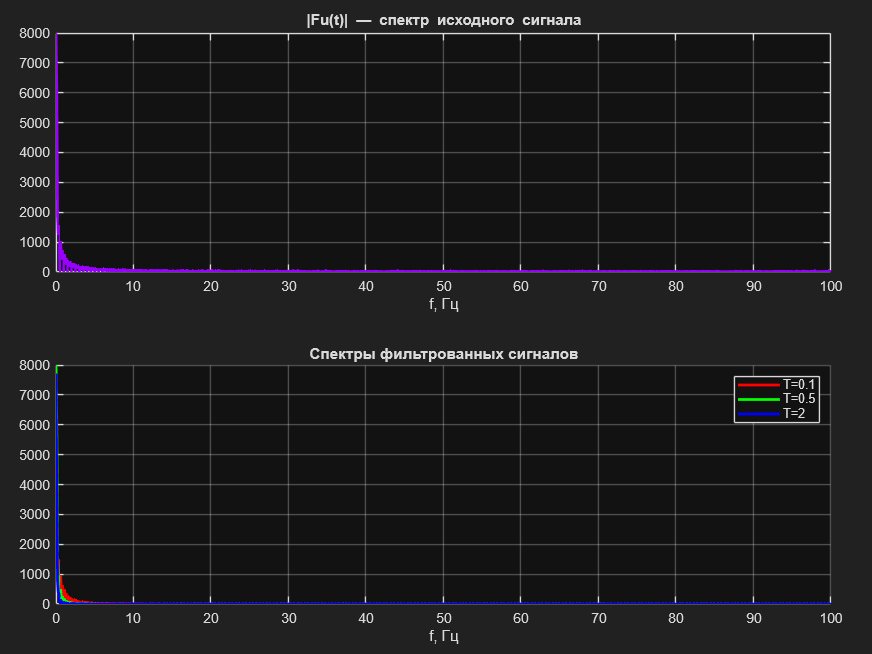 |Fu(t)| — спектр исходного сигнала
8000
7000
6000
5000
4000
3000
2000
1000
0
0 10 20 30 40 50 60 70 80 90 100
f, Гц
Спектры фильтрованных сигналов
8000
7000
6000
5000
4000
3000
2000
1000
0
T=0.1
T=0.5
T=2
0 10 20 30 40 50 60 70 80 90 100
f, Гц